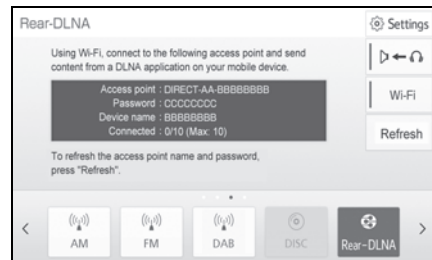 Rear-DLNA
Settings
Using Wi-Fi, connect to the following access point and send
content from a DLNA application on your mobile device.
Access point : DIRECT-AA-BBBBBBBB
Password : CCCCCCCC
Device name : BBBBBBBB
Connected : 0/10 (Max: 10)
Wi-Fi
Refresh
To refresh the access point name and password,
press "Refresh".
AM
FM
DAB
DISC
Rear-DLNA